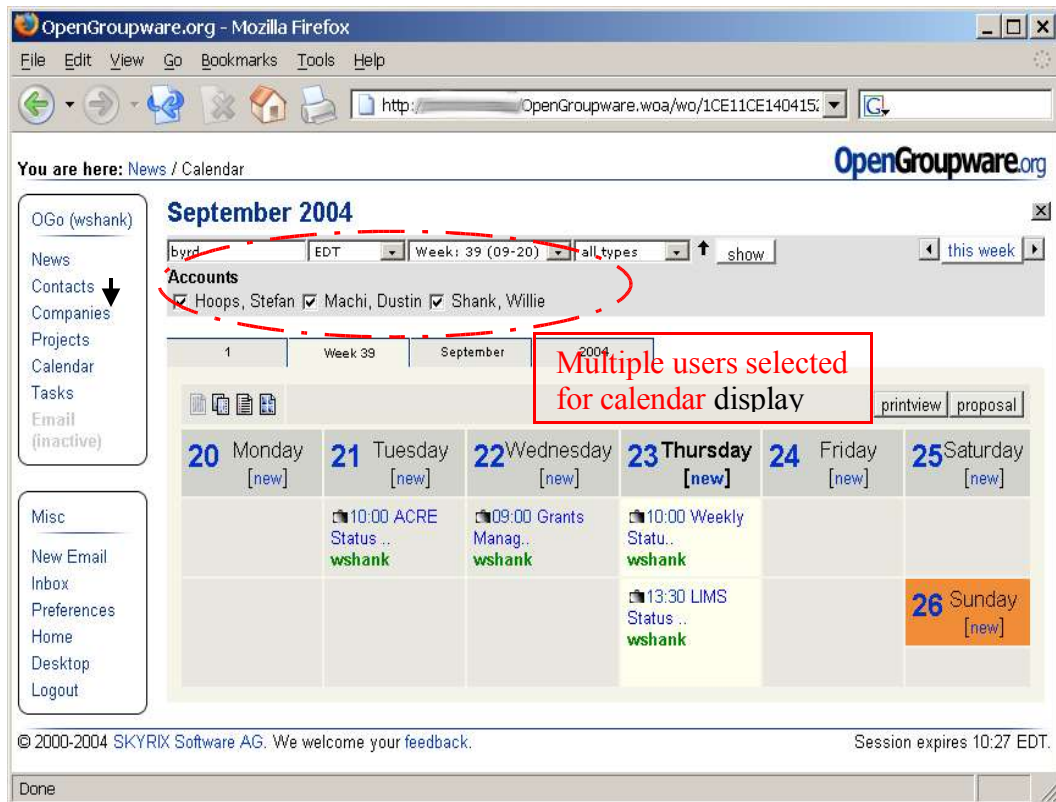 OpenGroupware.org - Mozilla Firefox
File Edit View Go Bookmarks Tools Help
http:// /OpenGroupware.woa/wo/1CE11CE1404152
G
You are here: News / Calendar
OpenGroupware.org
OGo (wshank)
News
Contacts
Companies
Projects
Calendar
Tasks
Email
(inactive)
Misc
New Email
Inbox
Preferences
Home
Desktop
Logout
September 2004
byrd EDT Week: 39 (09-20) all types show this week
Accounts
Hoops, Stefan Machi, Dustin Shank, Willie
1 Week 39 September 2004
Multiple users selected
for calendar display
printview proposal
20 Monday [new]
21 Tuesday [new]
22 Wednesday [new]
23 Thursday [new]
24 Friday [new]
25 Saturday [new]
10:00 ACRE
Status ..
wshank
09:00 Grants
Manag..
wshank
10:00 Weekly
Statu..
wshank
13:30 LIMS
Status ..
wshank
26 Sunday
[new]
© 2000-2004 SKYRIX Software AG. We welcome your feedback.
Session expires 10:27 EDT.
Done